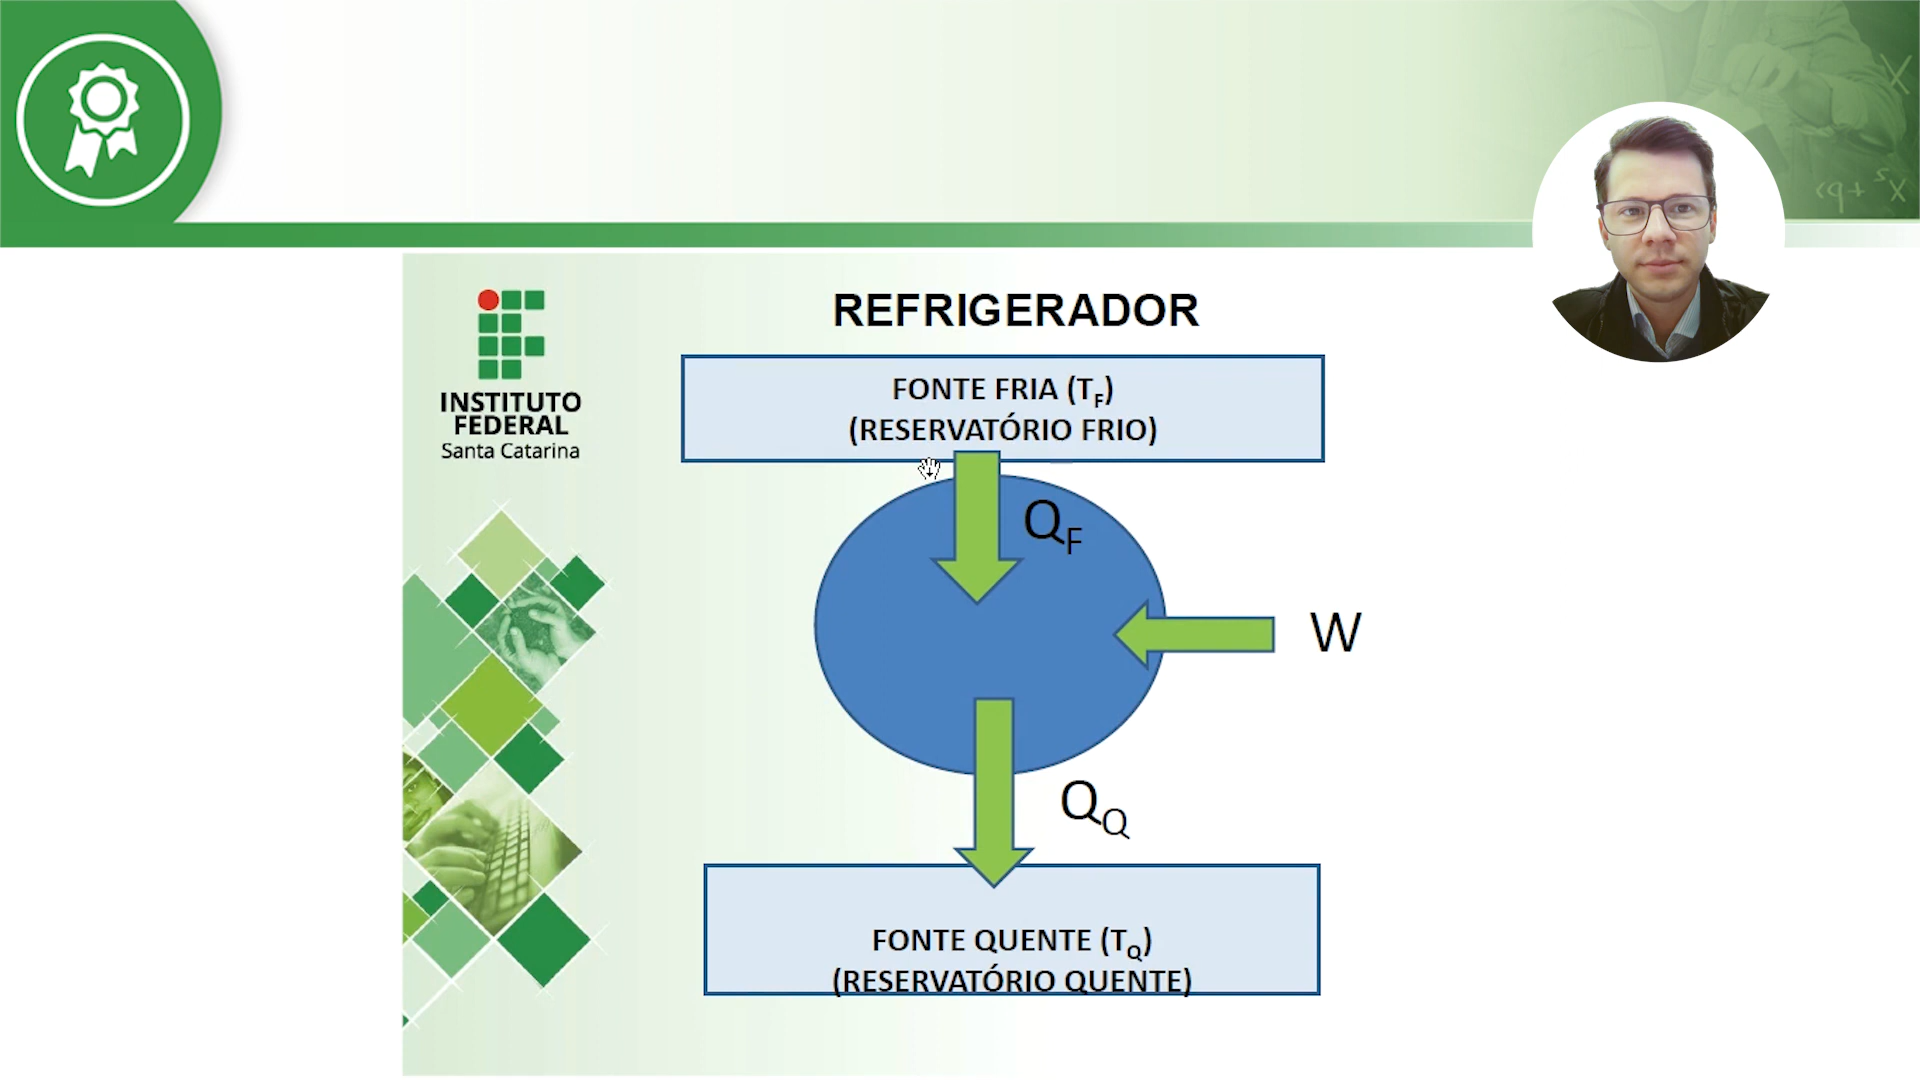 REFRIGERADOR
INSTITUTO
FEDERAL
Santa Catarina
FONTE FRIA (TF)
(RESERVATÓRIO FRIO)
QF
W
QQ
FONTE QUENTE (TQ)
(RESERVATÓRIO QUENTE)